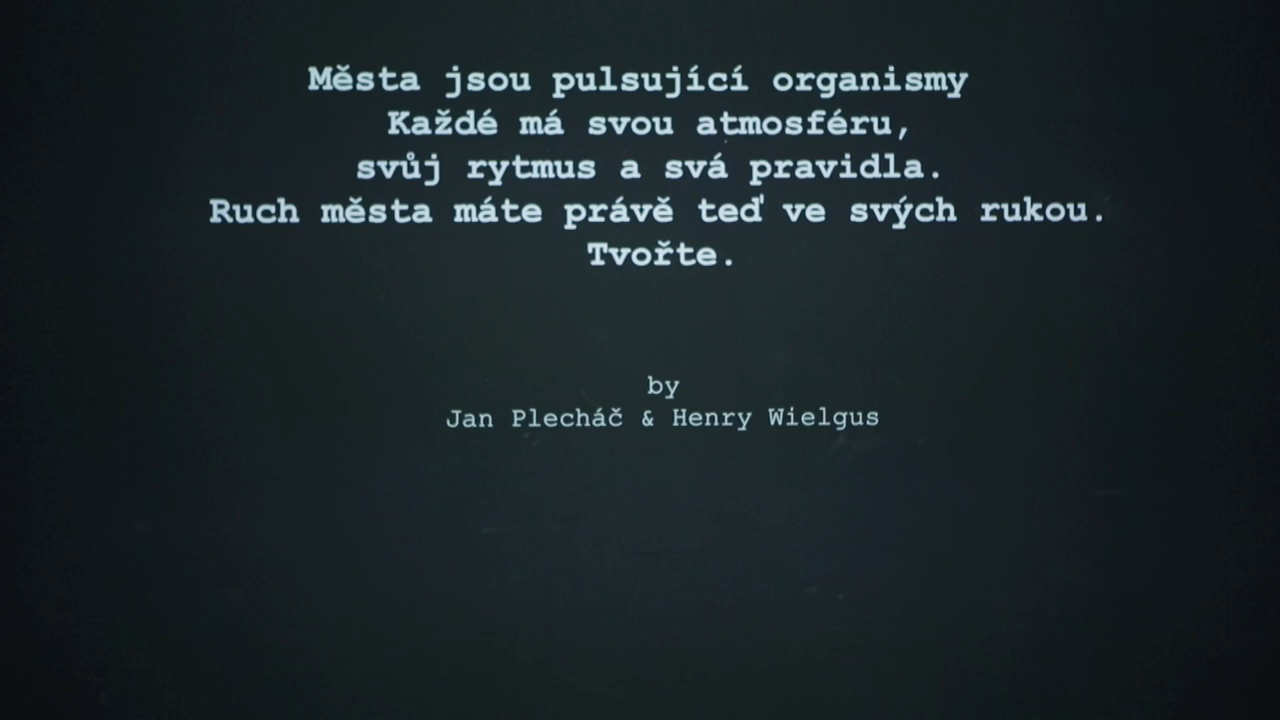 Města jsou pulsující organismy
Každé má svou atmosféru,
svůj rytmus a svá pravidla.
Ruch města máte právě teď ve svých rukou.
Tvořte.
by
Jan Plecháč & Henry Wielgus